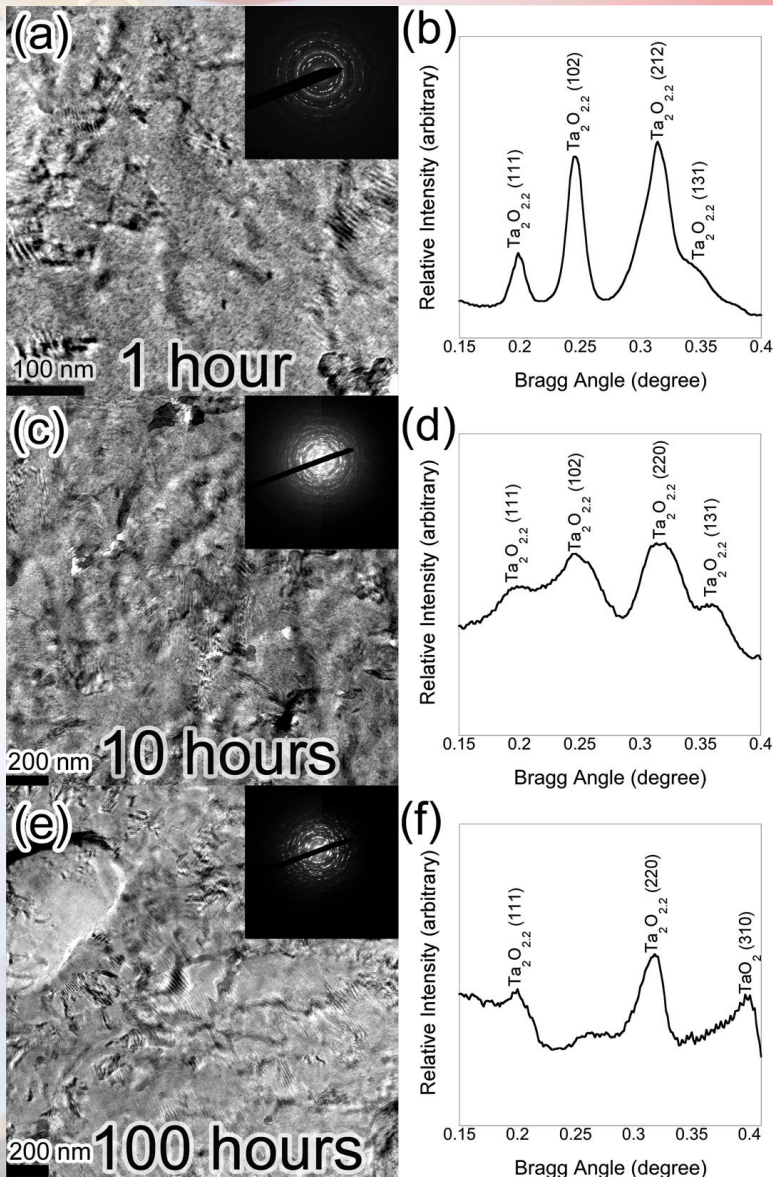 (a)
100 nm
1 hour
(b)
Relative Intensity (arbitrary)
Ta2O2.2 (111)
Ta2O2.2 (102)
Ta2O2.2 (212)
Ta2O2.2 (131)
0.15 0.2 0.25 0.3 0.35 0.4
Bragg Angle (degree)
(c)
200 nm
10 hours
(d)
Relative Intensity (arbitrary)
Ta2O2.2 (111)
Ta2O2.2 (102)
Ta2O2.2 (220)
Ta2O2.2 (131)
0.15 0.2 0.25 0.3 0.35 0.4
Bragg Angle (degree)
(e)
200 nm
100 hours
(f)
Relative Intensity (arbitrary)
Ta2O2.2 (111)
Ta2O2.2 (220)
TaO2 (310)
0.15 0.2 0.25 0.3 0.35 0.4
Bragg Angle (degree)